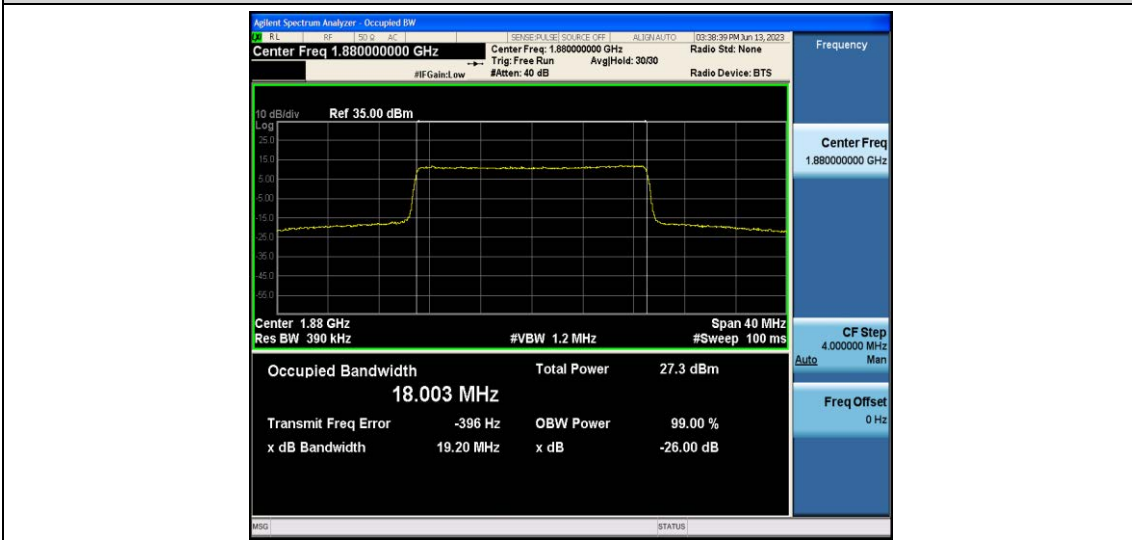 Agilent Spectrum Analyzer - Occupied BW
LXI RL RF 50 Ω AC SENSE:PULSE SOURCE OFF ALIGN AUTO 03:38:39 PM Jun 13, 2023
Center Freq 1.880000000 GHz Center Freq: 1.880000000 GHz Radio Std: None Frequency
Trig: Free Run Avg|Hold: 30/30
#IFGain:Low #Atten: 40 dB Radio Device: BTS
10 dB/div Ref 35.00 dBm
Log
25.0
15.0
5.00
-5.00
-15.0
-25.0
-35.0
-45.0
-55.0
Center 1.88 GHz Span 40 MHz
Res BW 390 kHz #VBW 1.2 MHz #Sweep 100 ms
Center Freq
1.880000000 GHz
CF Step
4.000000 MHz
Auto Man
Freq Offset
0 Hz
Occupied Bandwidth Total Power 27.3 dBm
18.003 MHz
Transmit Freq Error -396 Hz OBW Power 99.00 %
x dB Bandwidth 19.20 MHz x dB -26.00 dB
MSG STATUS